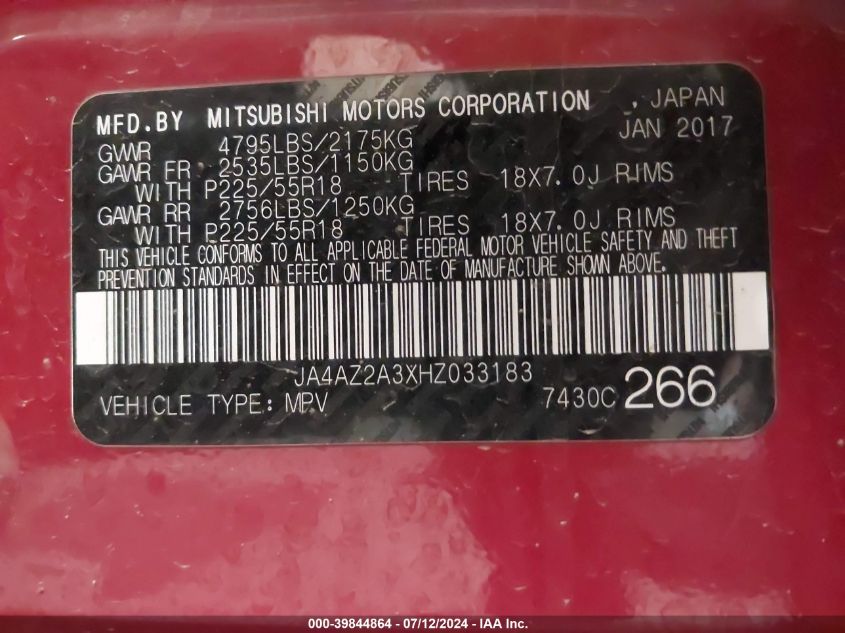 MFD.BY MITSUBISHI MOTORS CORPORATION , JAPAN
JAN 2017
GVWR 4795LBS/2175KG
GAWR FR 2535LBS/1150KG
WITH P225/55R18 TIRES 18X7.0J RIMS
GAWR RR 2756LBS/1250KG
WITH P225/55R18 TIRES 18X7.0J RIMS
THIS VEHICLE CONFORMS TO ALL APPLICABLE FEDERAL MOTOR VEHICLE SAFETY AND THEFT
PREVENTION STANDARDS IN EFFECT ON THE DATE OF MANUFACTURE SHOWN ABOVE.
JA4AZ2A3XHZ033183
VEHICLE TYPE: MPV 7430C 266
000-39844864 / 07/12/2024 - IAA Inc.